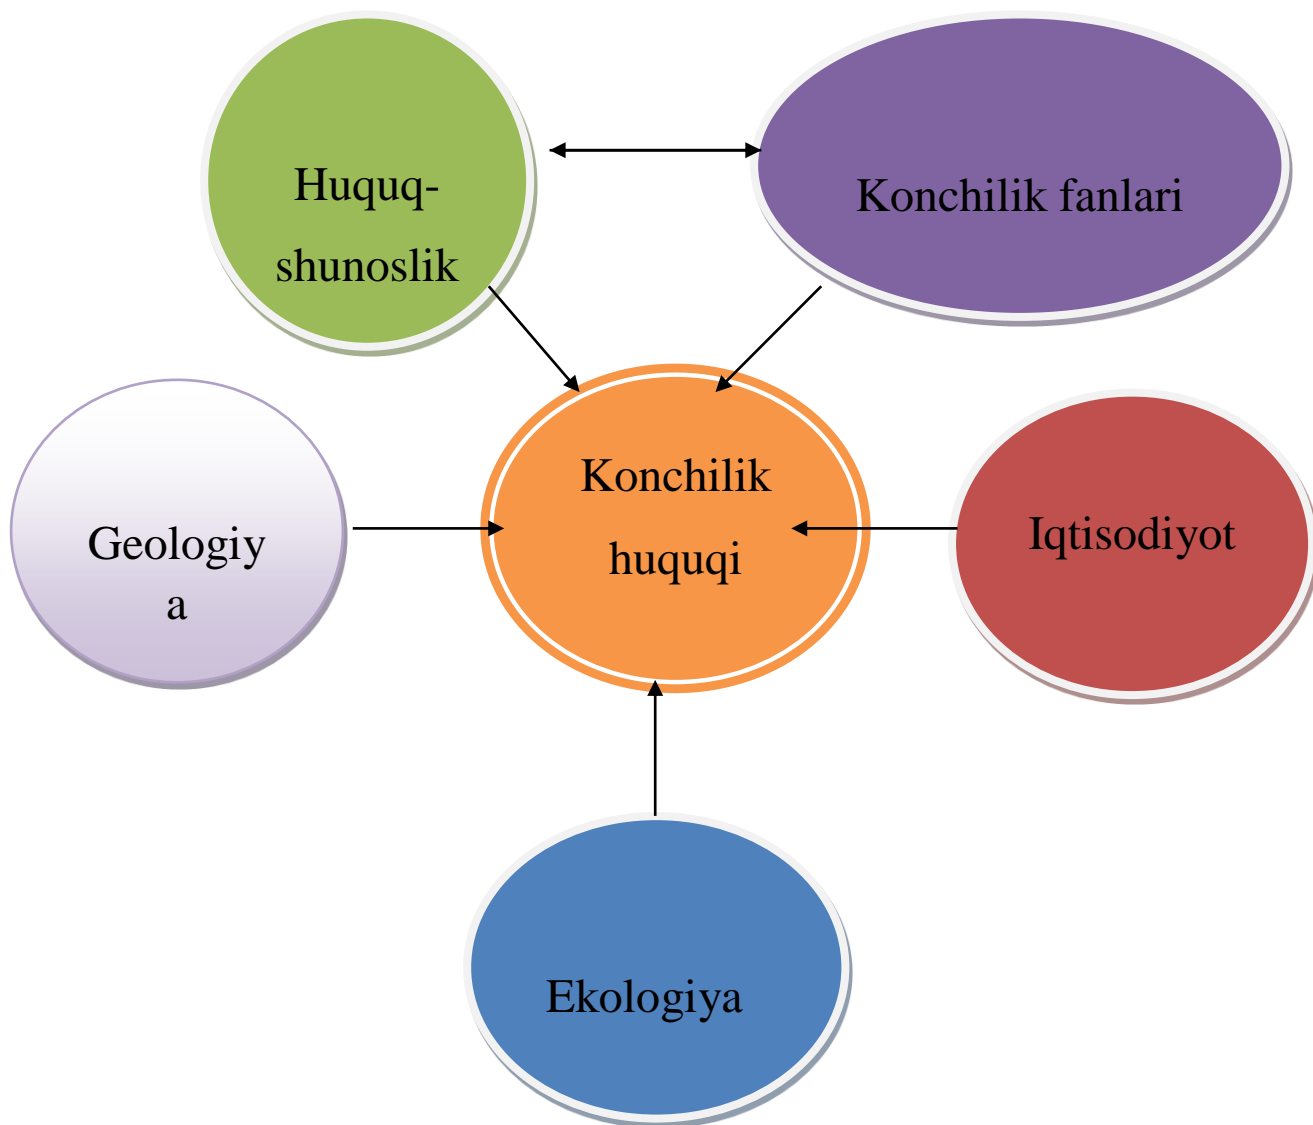 Huquq-
shunoslik
Konchilik fanlari
Geologiy
a
Konchilik
huquqi
Iqtisodiyot
Ekologiya